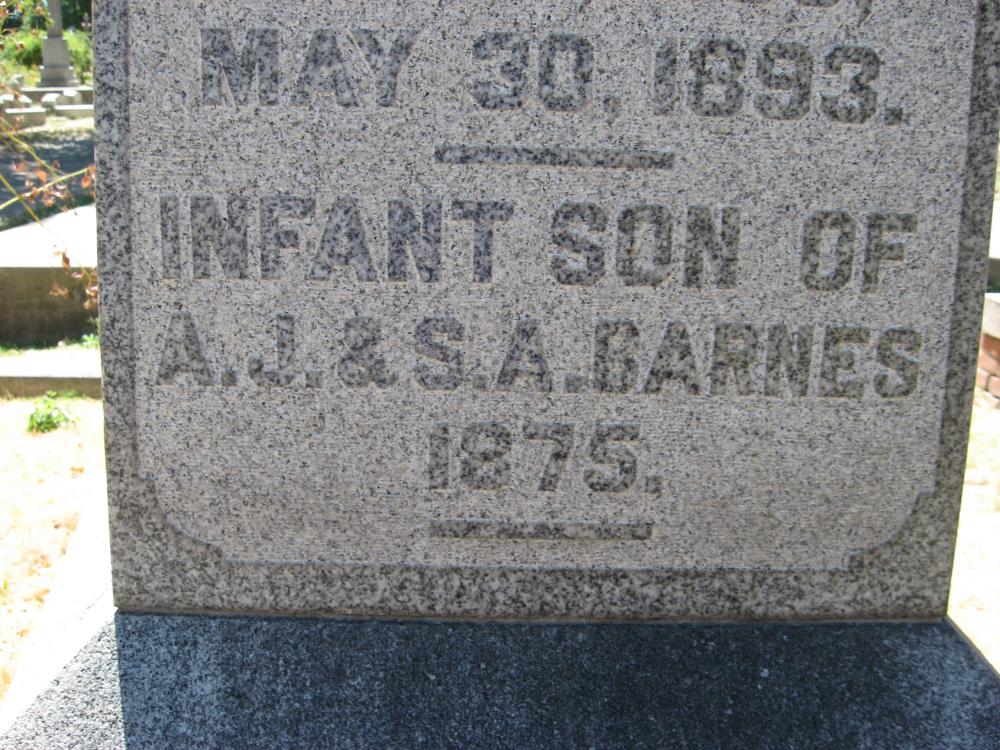 MAY 30, 1893.
INFANT SON OF
A.J. & S.A. BARNES
1875.